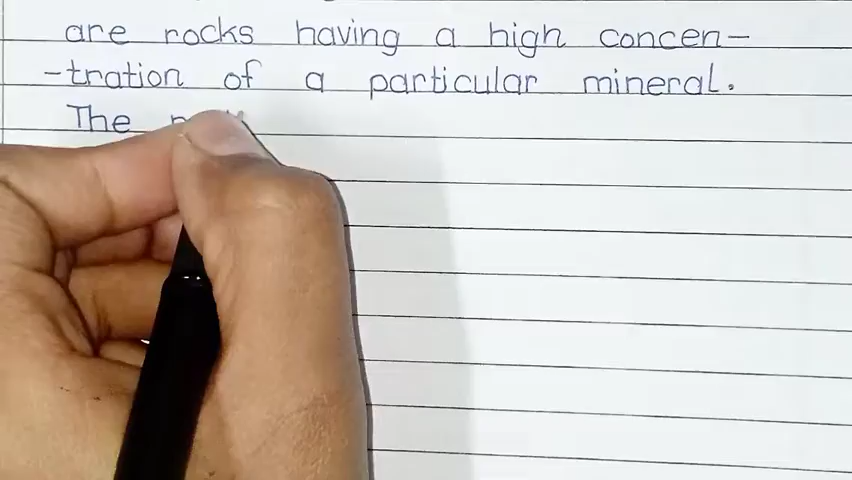 are rocks having a high concen-
-tration of a particular mineral.
The